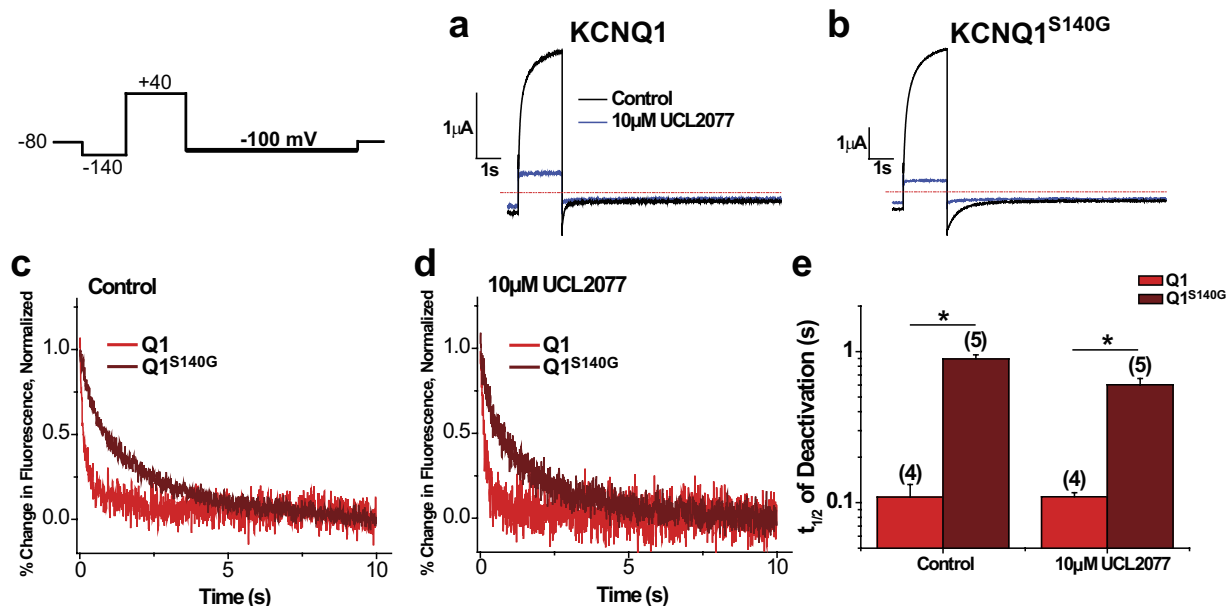 -80
-140
+40
-100 mV
a
KCNQ1
Control
10μM UCL2077
1μA
1s
b
KCNQ1S140G
1μA
1s
c
Control
% Change in Fluorescence, Normalized
Q1
Q1S140G
1.0
0.5
0.0
0
5
10
Time (s)
d
10μM UCL2077
% Change in Fluorescence, Normalized
Q1
Q1S140G
1.0
0.5
0.0
0
5
10
Time (s)
e
Q1
Q1S140G
t1/2 of Deactivation (s)
1
0.1
*
(4)
(5)
*
(4)
(5)
Control
10μM UCL2077